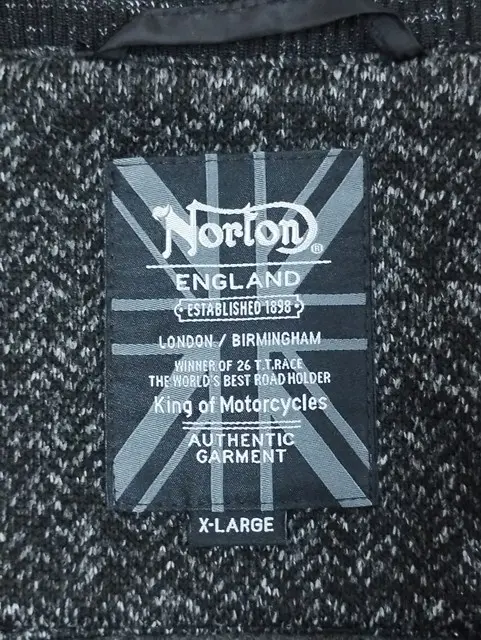 Norton®
ENGLAND
ESTABLISHED 1898
LONDON / BIRMINGHAM
WINNER OF 26 T.T.RACE
THE WORLD'S BEST ROAD HOLDER
King of Motorcycles
AUTHENTIC
GARMENT
X-LARGE